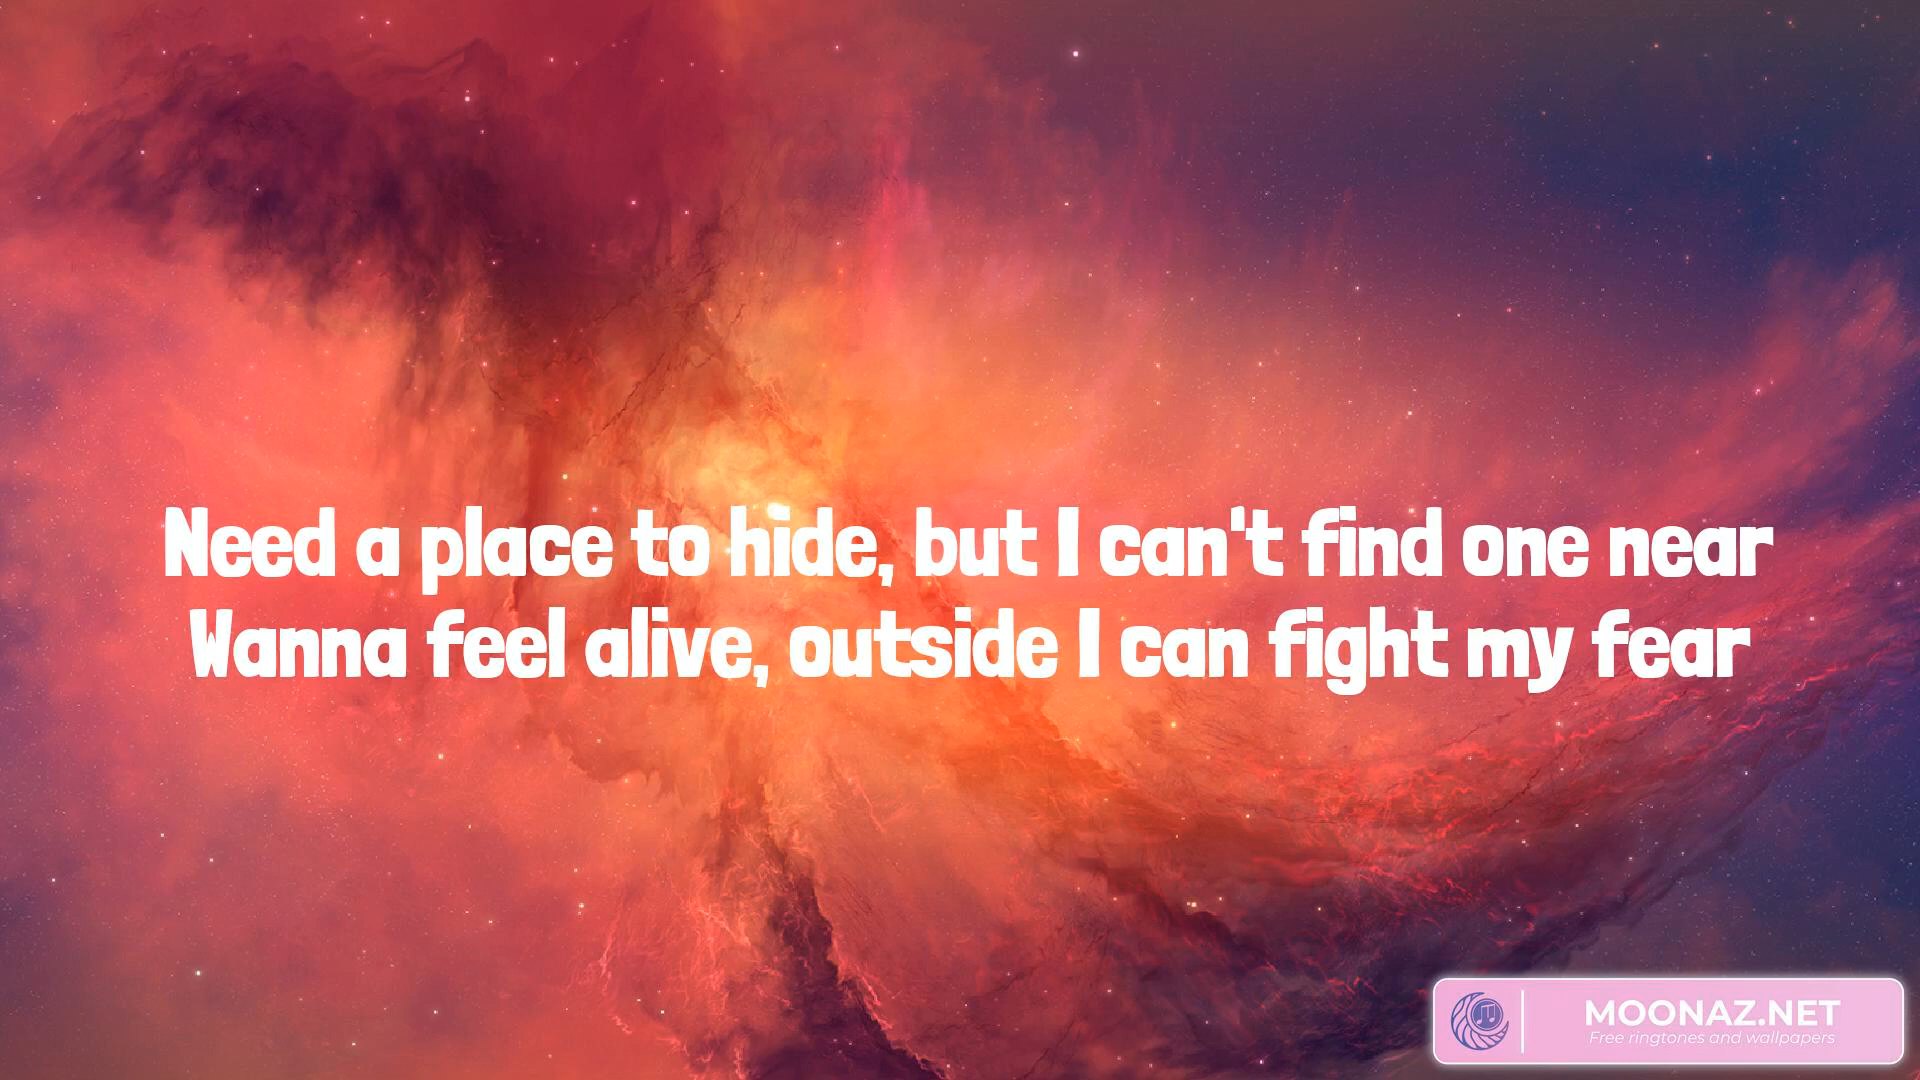 Need a place to hide, but I can't find one near
Wanna feel alive, outside I can fight my fear
MOONAZ.NET
Free ringtones and wallpapers